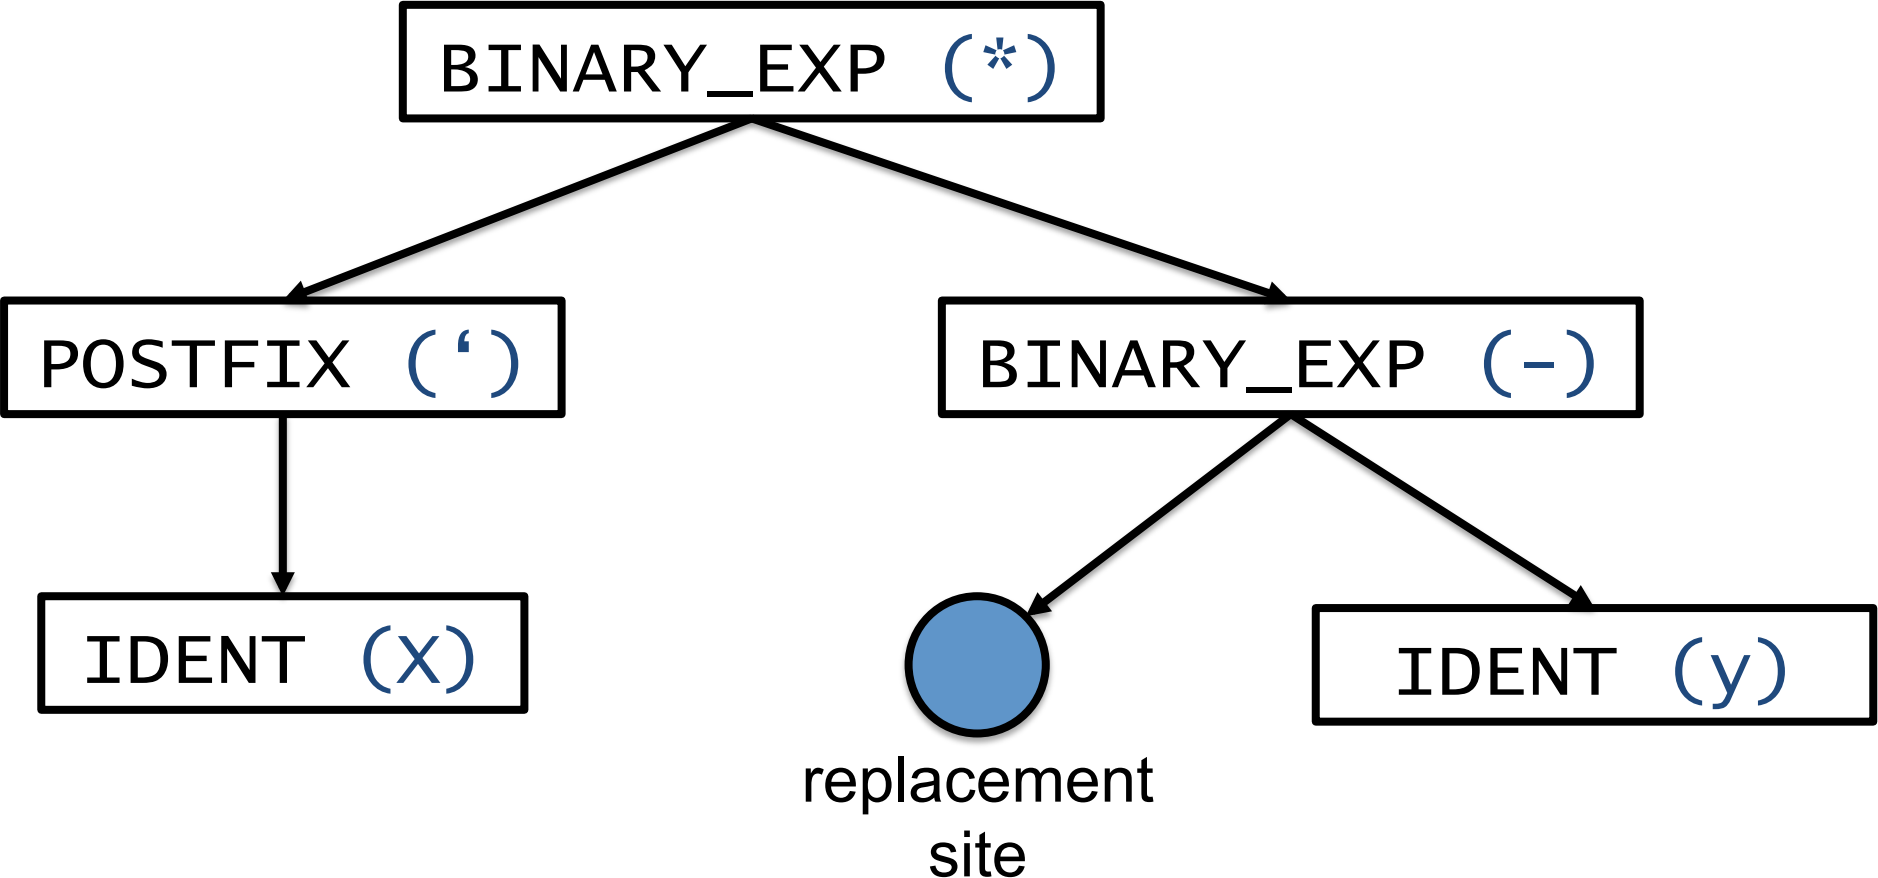 BINARY_EXP (*)
POSTFIX (‘)
BINARY_EXP (-)
IDENT (X)
IDENT (y)
replacement
site